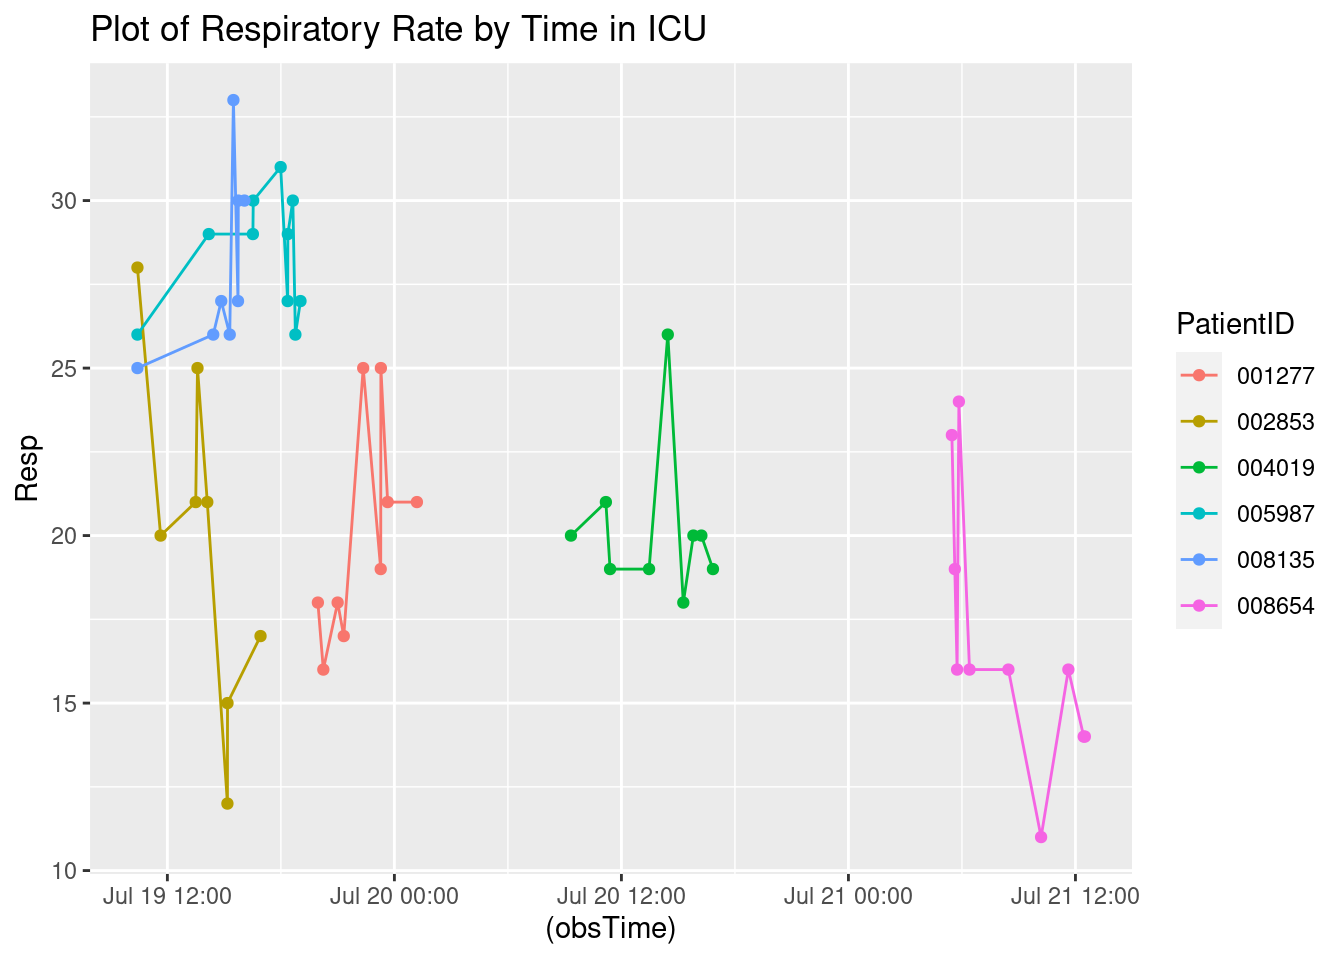 Plot of Respiratory Rate by Time in ICU
30
25
20
15
10
Resp
Jul 19 12:00 Jul 20 00:00 Jul 20 12:00 Jul 21 00:00 Jul 21 12:00
(obsTime)
PatientID
001277
002853
004019
005987
008135
008654